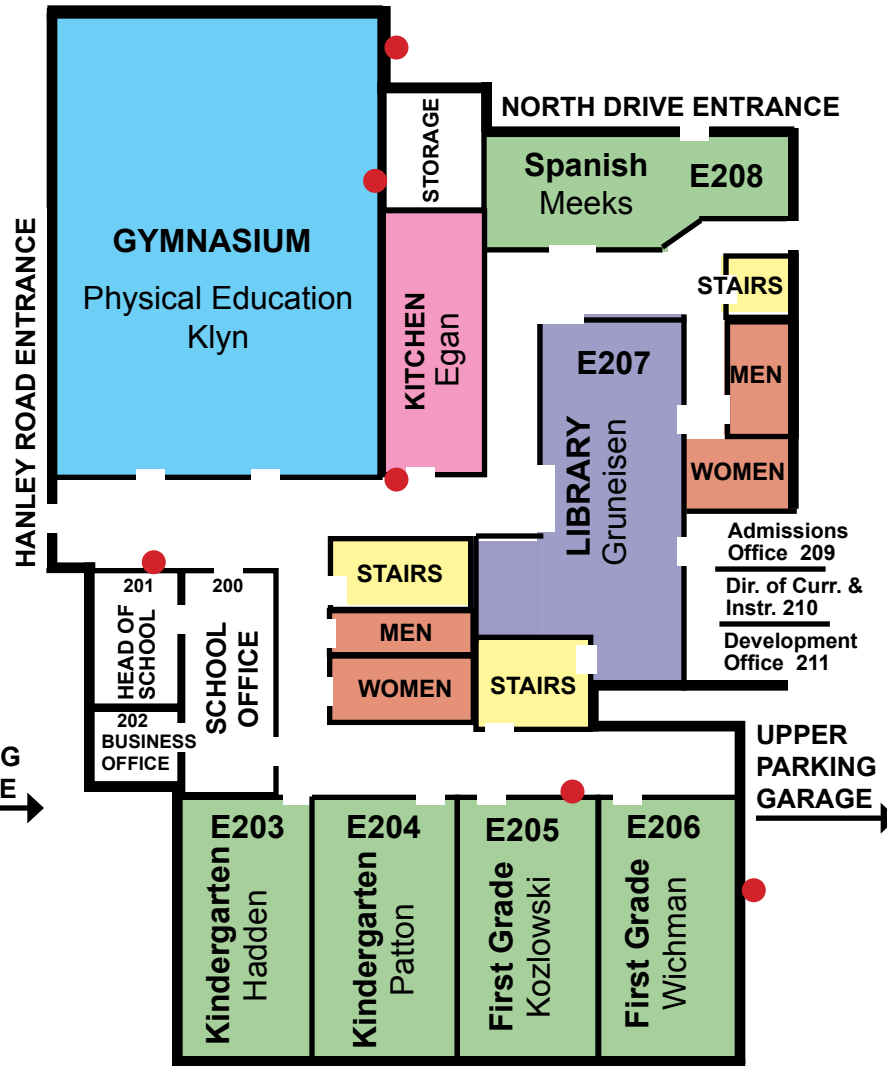 NORTH DRIVE ENTRANCE
STORAGE
Spanish
Meeks
E208
GYMNASIUM
Physical Education
Klyn
HANLEY ROAD ENTRANCE
KITCHEN
Egan
STAIRS
E207
MEN
LIBRARY
Gruneisen
WOMEN
Admissions
Office 209
Dir. of Curr. &
Instr. 210
Development
Office 211
201
HEAD OF
SCHOOL
200
SCHOOL
OFFICE
STAIRS
MEN
WOMEN
STAIRS
202
BUSINESS
OFFICE
G
E
UPPER
PARKING
GARAGE
E203
Kindergarten
Hadden
E204
Kindergarten
Patton
E205
First Grade
Kozlowski
E206
First Grade
Wichman